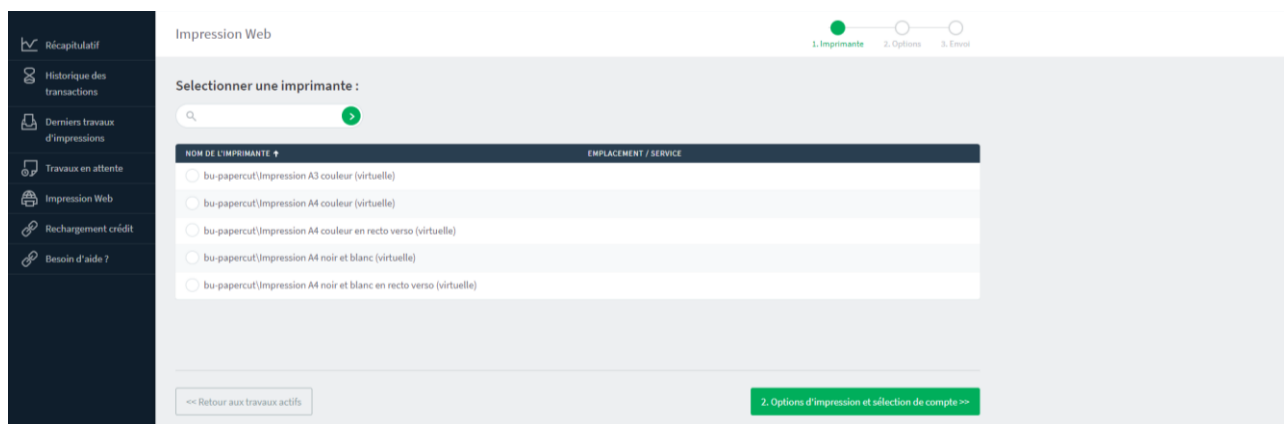 Récapitulatif
Historique des
transactions
Derniers travaux
d'impressions
Travaux en attente
Impression Web
Rechargement crédit
Besoin d'aide ?
Impression Web
1. Imprimante 2. Options 3. Envoi
Selectionner une imprimante :
NOM DE L'IMPRIMANTE ↑ EMPLACEMENT / SERVICE
bu-papercut\Impression A3 couleur (virtuelle)
bu-papercut\Impression A4 couleur (virtuelle)
bu-papercut\Impression A4 couleur en recto verso (virtuelle)
bu-papercut\Impression A4 noir et blanc (virtuelle)
bu-papercut\Impression A4 noir et blanc en recto verso (virtuelle)
<< Retour aux travaux actifs 2. Options d'impression et sélection de compte >>